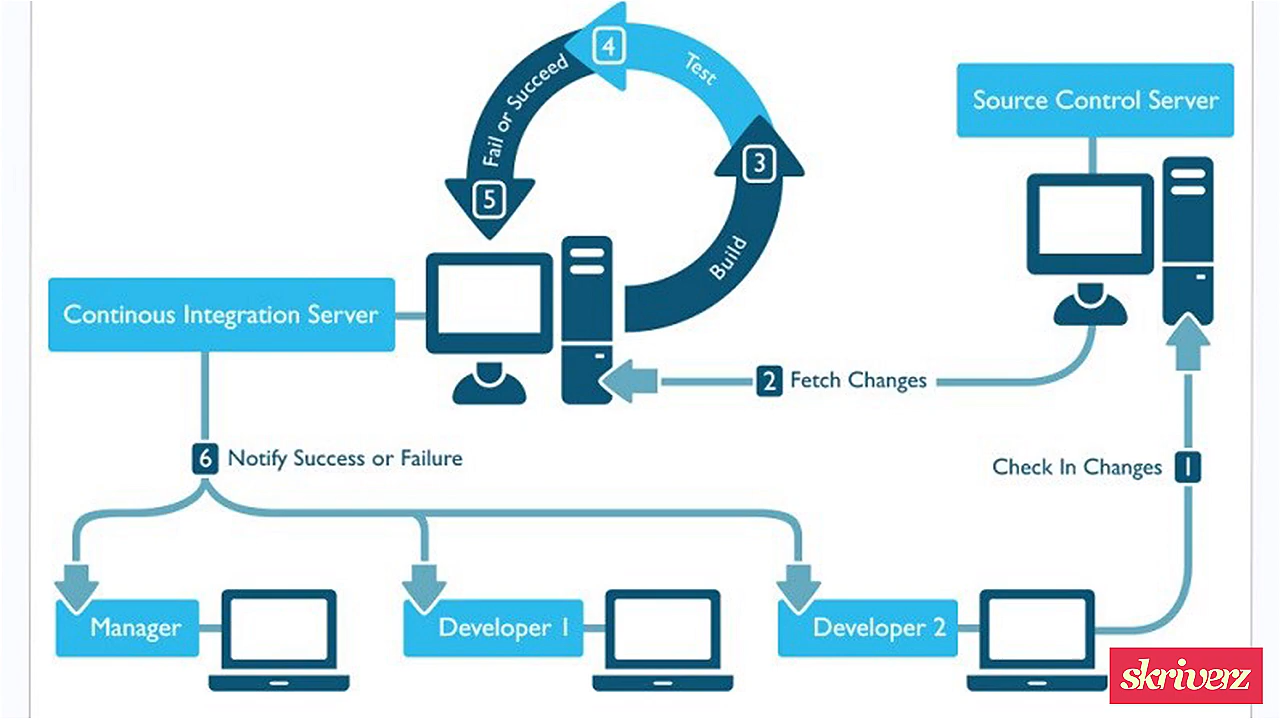 4
Test
Fail or Succeed
Source Control Server
3
5
Build
Continous Integration Server
2 Fetch Changes
6 Notify Success or Failure
Check In Changes 1
Manager
Developer 1
Developer 2
skriverz